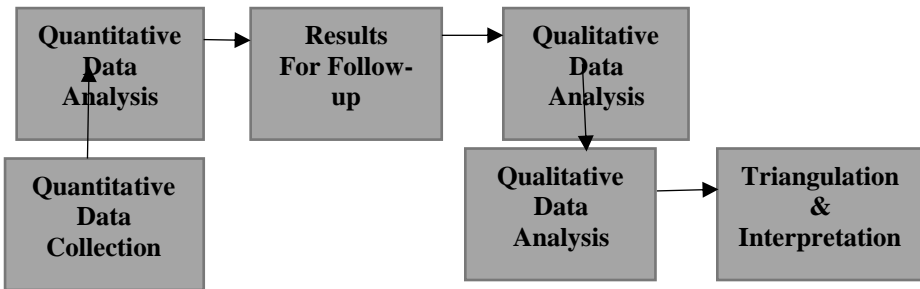 Quantitative
Data
Analysis
Results
For Follow-
up
Qualitative
Data
Analysis
Quantitative
Data
Collection
Qualitative
Data
Analysis
Triangulation
&
Interpretation